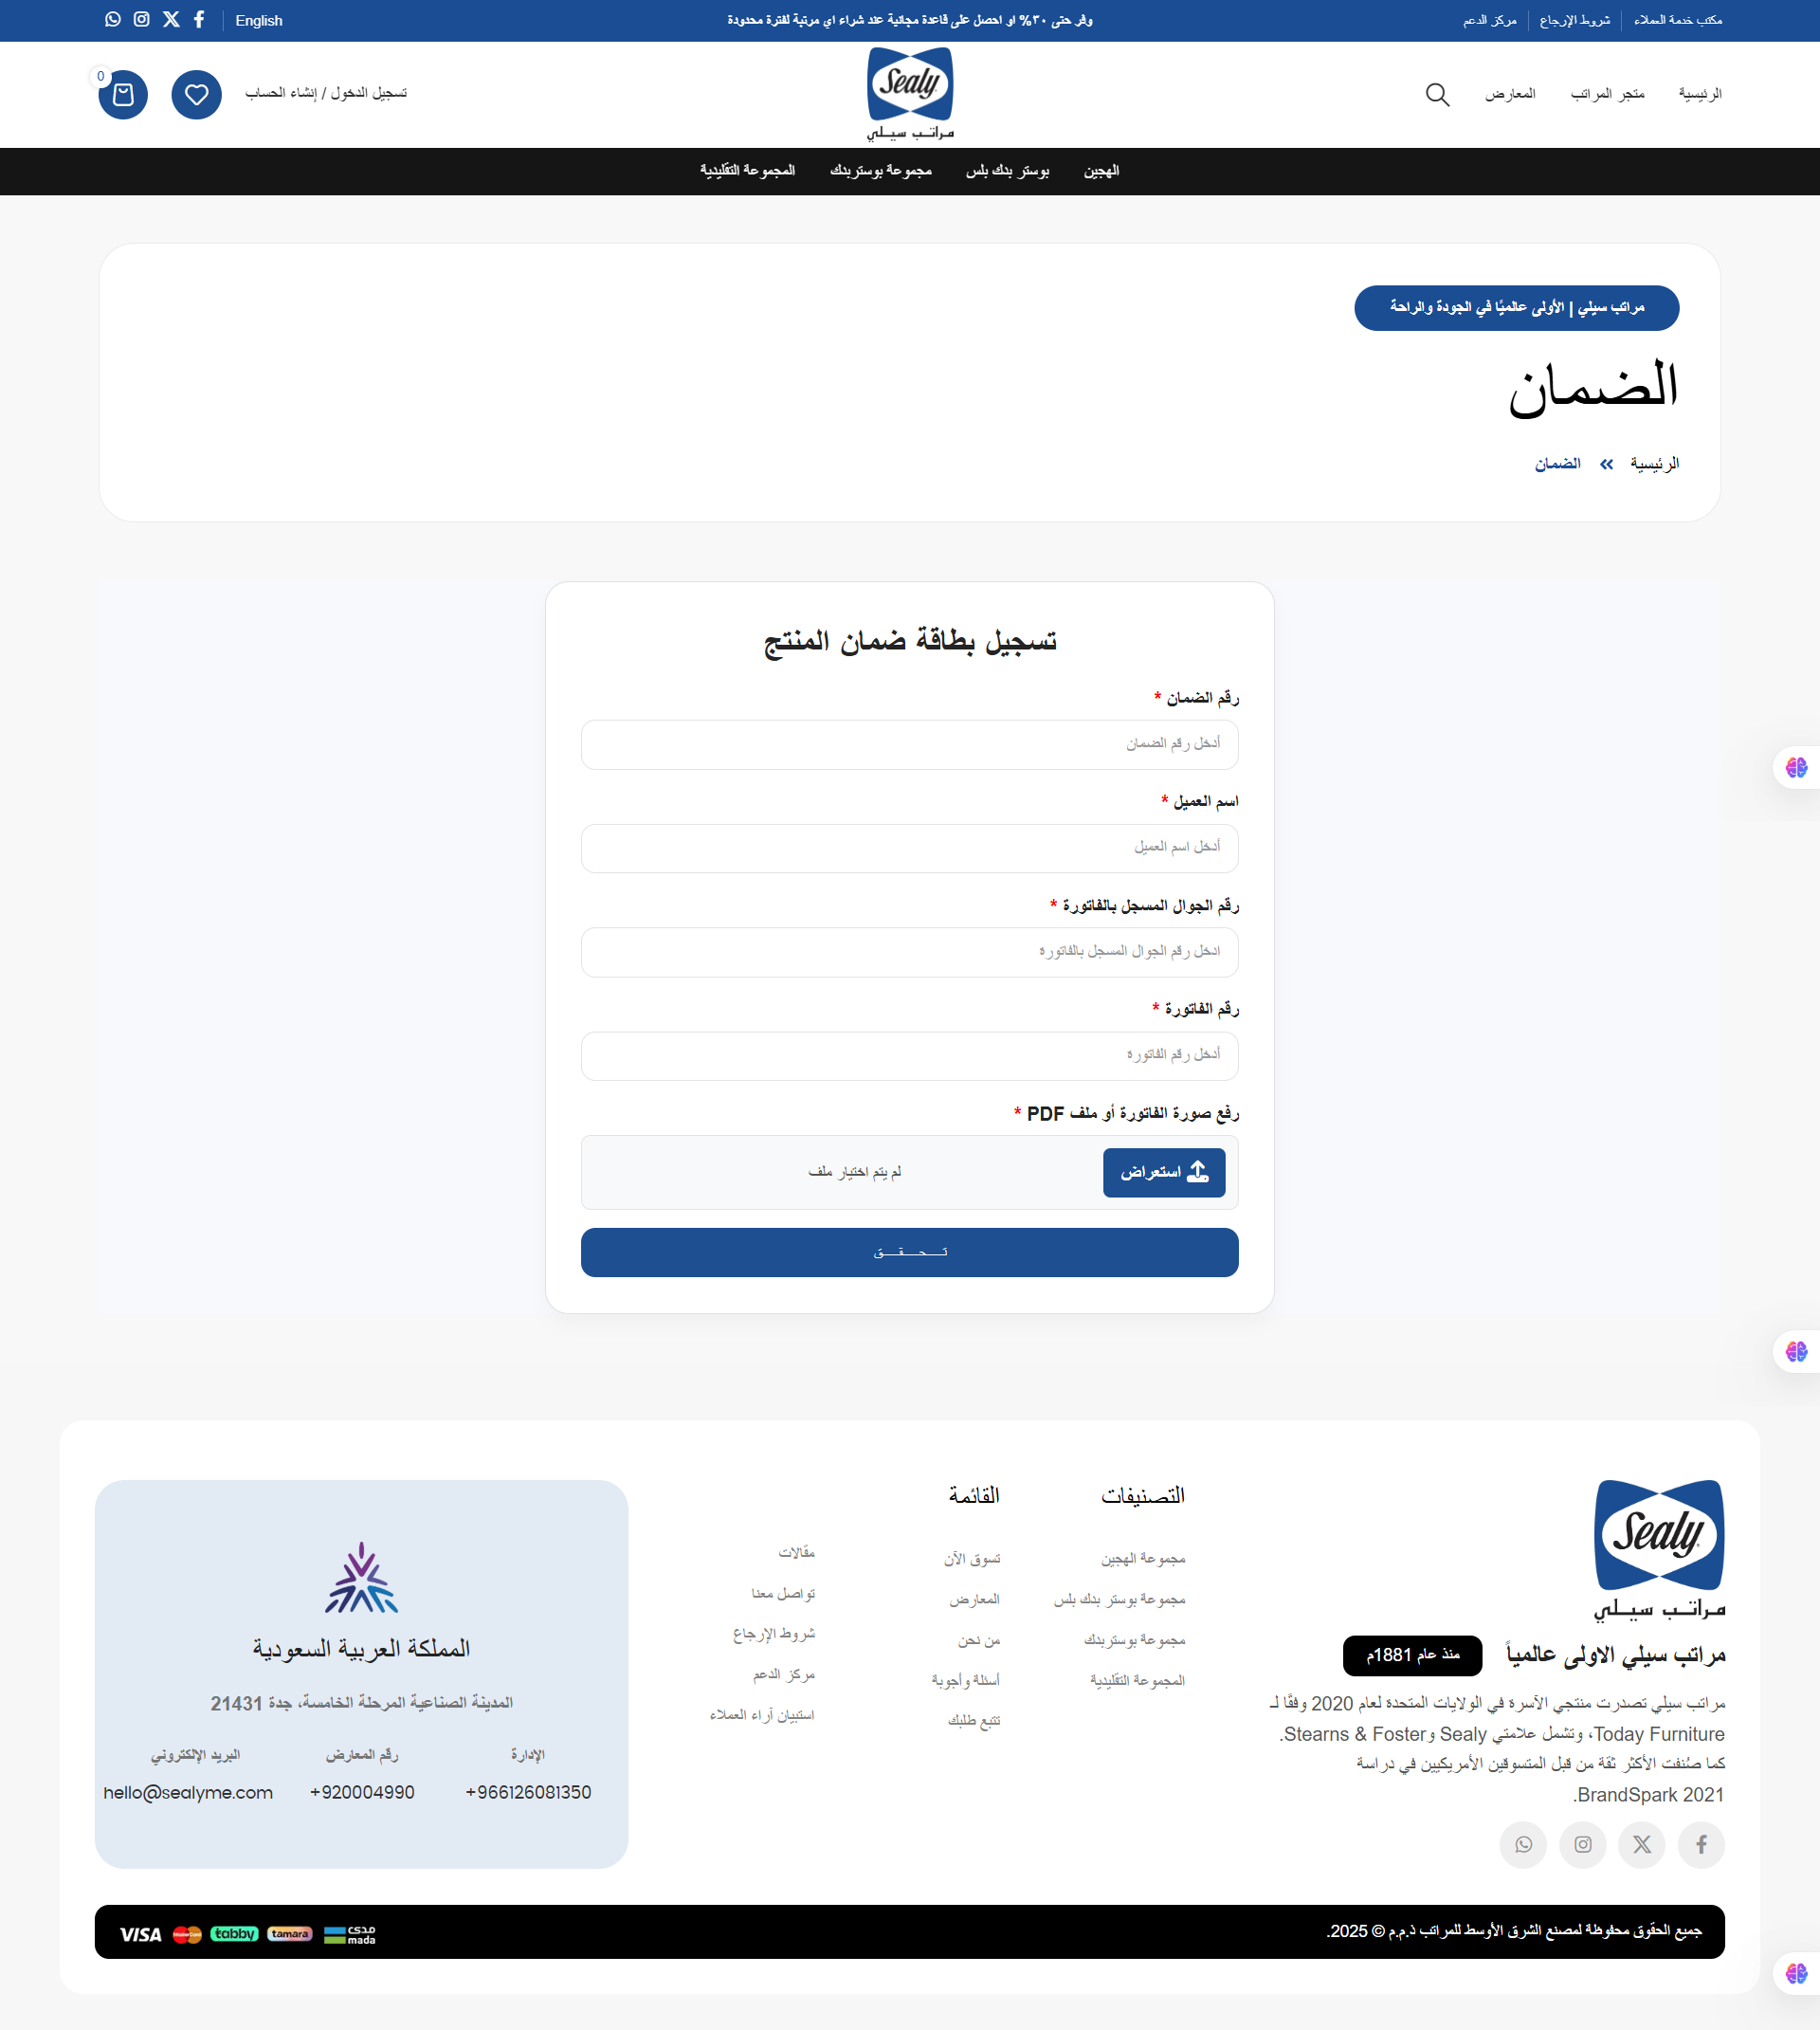 مكتب خدمة العملاء
شروط الإرجاع
مركز الدعم
وفر حتى ٣٠% او احصل على قاعدة مجانية عند شراء اي مرتبة لفترة محدودة
English
الرئيسية
متجر المراتب
المعارض
Sealy
مراتب سيلي
تسجيل الدخول / إنشاء الحساب
0
الهجين
بوستر بدك بلس
مجموعة بوستربدك
المجموعة التقليدية
مراتب سيلي | الأولى عالميًا في الجودة والراحة
الضمان
الرئيسية » الضمان
تسجيل بطاقة ضمان المنتج
رقم الضمان *
أدخل رقم الضمان
اسم العميل *
أدخل اسم العميل
رقم الجوال المسجل بالفاتورة *
ادخل رقم الجوال المسجل بالفاتورة
رقم الفاتورة *
أدخل رقم الفاتورة
رفع صورة الفاتورة أو ملف PDF *
استعراض
لم يتم اختيار ملف
تحقق
Sealy
مراتب سيلي
مراتب سيلي الاولى عالمياً
منذ عام 1881م
مراتب سيلي تصدرت منتجي الآسرة في الولايات المتحدة لعام 2020 وفقًا لـ
Today Furniture، وتشمل علامتي Sealy وStearns & Foster.
كما صُنفت الأكثر ثقة من قبل المتسوقين الأمريكيين في دراسة
BrandSpark 2021.
التصنيفات
مجموعة الهجين
مجموعة بوستر بدك بلس
مجموعة بوستربدك
المجموعة التقليدية
القائمة
تسوق الآن
المعارض
من نحن
أسئلة وأجوبة
تتبع طلبك
مقالات
تواصل معنا
شروط الإرجاع
مركز الدعم
استبيان آراء العملاء
المملكة العربية السعودية
المدينة الصناعية المرحلة الخامسة، جدة 21431
الإدارة
+966126081350
رقم المعارض
+920004990
البريد الإلكتروني
hello@sealyme.com
جميع الحقوق محفوظة لمصنع الشرق الأوسط للمراتب ذ.م.م © 2025.
مدى
mada
tamara
tabby
MasterCard
VISA